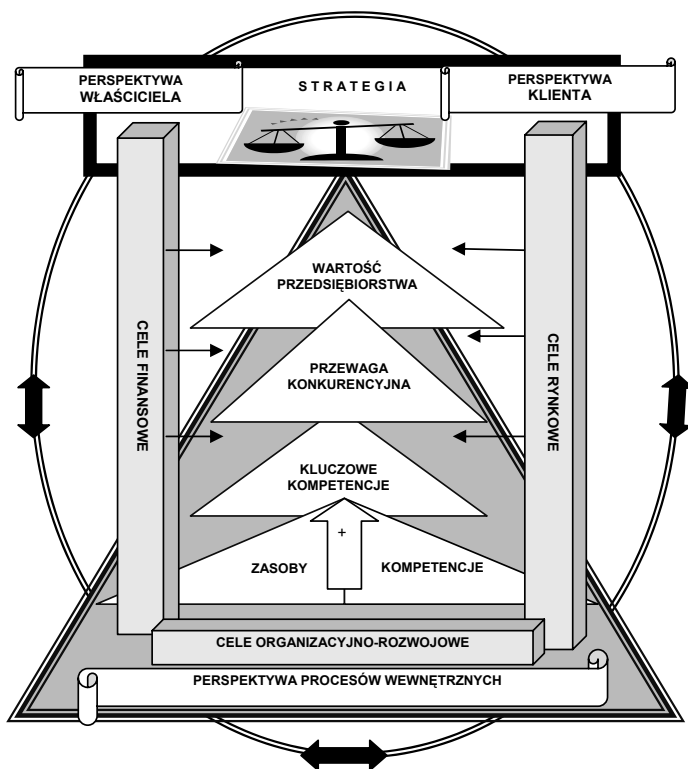 PERSPEKTYWA
WŁAŚCICIELA
STRATEGIA
PERSPEKTYWA
KLIENTA
WARTOŚĆ
PRZEDSIĘBIORSTWA
CELE FINANSOWE
CELE RYNKOWE
PRZEWAGA
KONKURENCYJNA
KLUCZOWE
KOMPETENCJE
+
ZASOBY
KOMPETENCJE
CELE ORGANIZACYJNO-ROZWOJOWE
PERSPEKTYWA PROCESÓW WEWNĘTRZNYCH